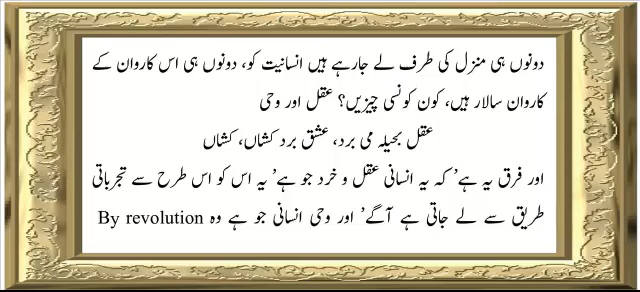 دونوں ہی منزل کی طرف لے جارہے ہیں انسانیت کو، دونوں ہی اس کاروان کے
کاروان سالار ہیں، کون کونسی چیزیں؟ عقل اور وحی
عقل بحیلہ می برد، عشق برد کشاں، کشاں
اور فرق یہ ہے’ کہ یہ انسانی عقل و خرد جو ہے’ یہ اس کو اس طرح سے تجرباتی
طریق سے لے جاتی ہے آگے’ اور وحی انسانی جو ہے وہ By revolution